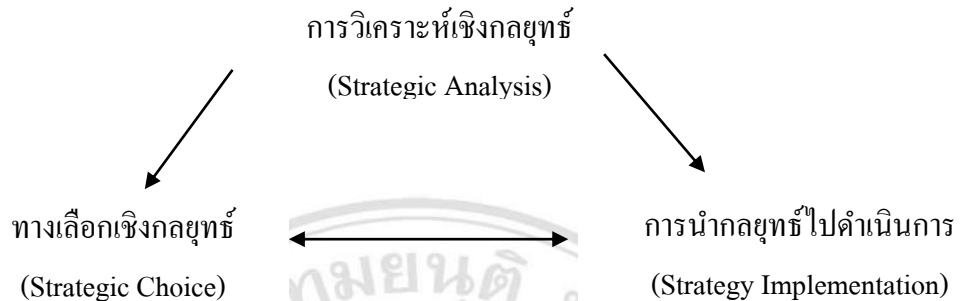 การวิเคราะห์เชิงกลยุทธ์
(Strategic Analysis)
ทางเลือกเชิงกลยุทธ์
(Strategic Choice)
การนำกลยุทธ์ไปดำเนินการ
(Strategy Implementation)